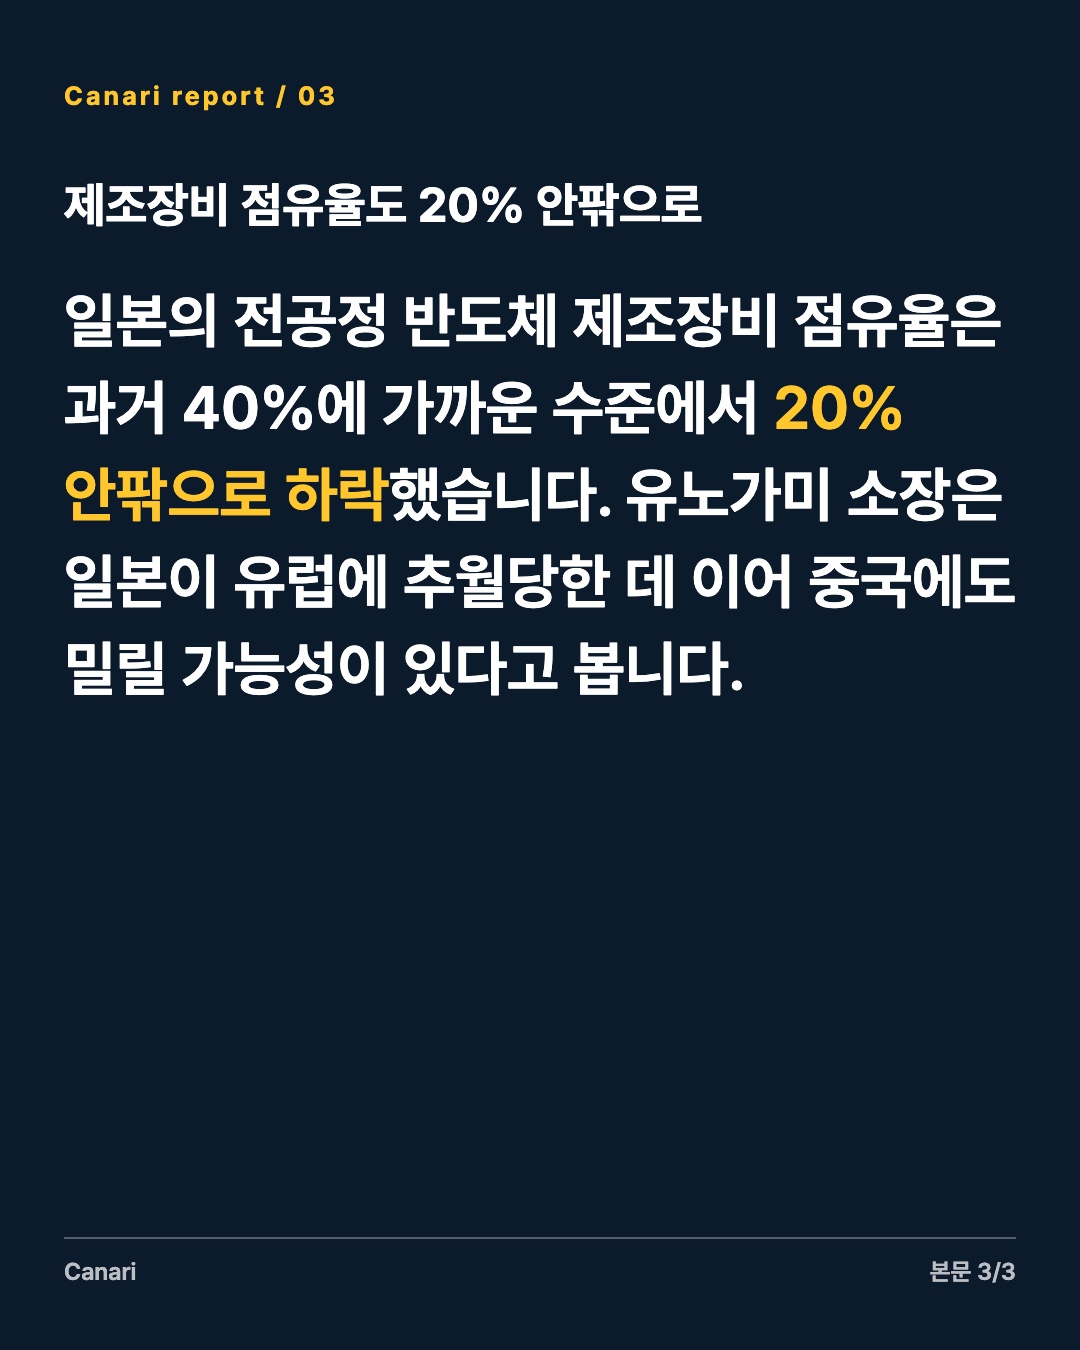 Canari report / 03
제조장비 점유율도 20% 안팎으로
일본의 전공정 반도체 제조장비 점유율은
과거 40%에 가까운 수준에서 20%
안팎으로 하락했습니다. 유노가미 소장은
일본이 유럽에 추월당한 데 이어 중국에도
밀릴 가능성이 있다고 봅니다.
Canari
본문 3/3